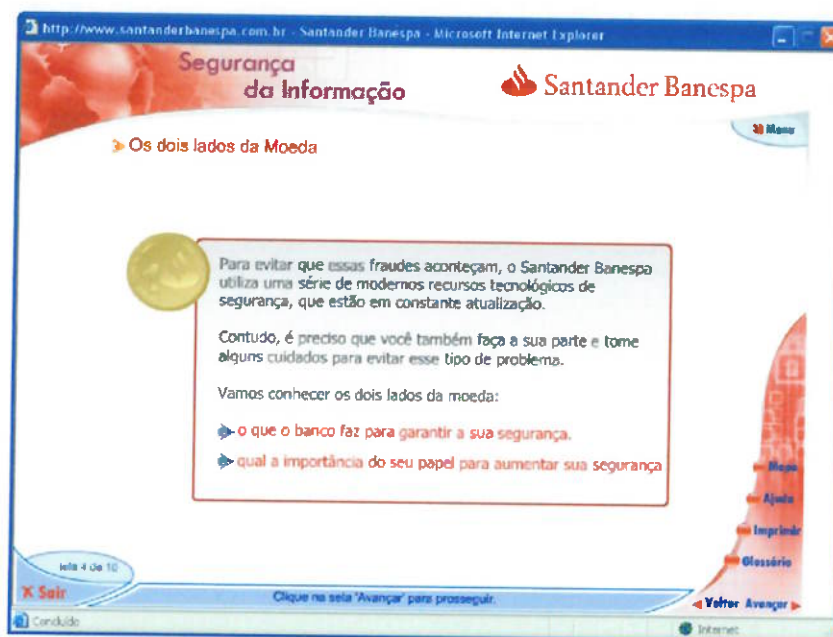 http://www.santanderbanespa.com.br - Santander Banespa - Microsoft Internet Explorer
Segurança
da Informação
Santander Banespa
Menu
Os dois lados da Moeda
Para evitar que essas fraudes aconteçam, o Santander Banespa
utiliza uma série de modernos recursos tecnológicos de
segurança, que estão em constante atualização.
Contudo, é preciso que você também faça a sua parte e tome
alguns cuidados para evitar esse tipo de problema.
Vamos conhecer os dois lados da moeda:
o que o banco faz para garantir a sua segurança.
qual a importância do seu papel para aumentar sua segurança
Mapa
Ajuda
Imprimir
Glossário
tela 4 de 10
X Sair
Clique na seta 'Avançar' para prosseguir.
Voltar Avançar
Concluído
Internet